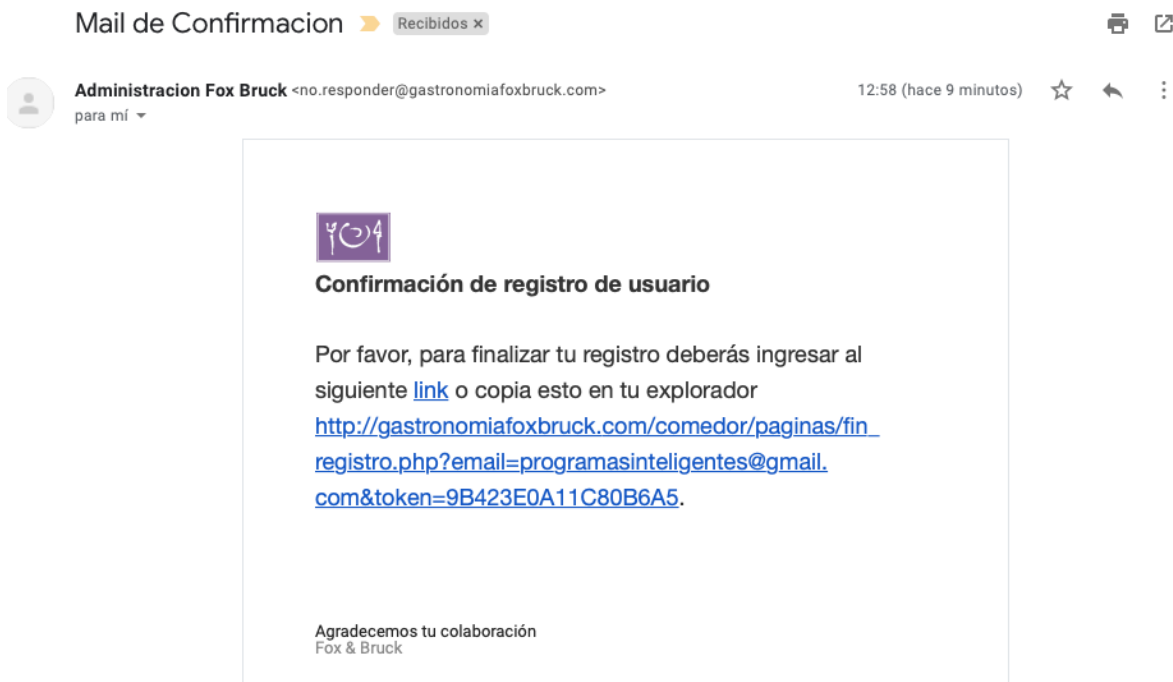 Mail de Confirmacion
Recibidos ×
Administracion Fox Bruck <no.responder@gastronomiafoxbruck.com>
12:58 (hace 9 minutos)
para mí
Confirmación de registro de usuario
Por favor, para finalizar tu registro deberás ingresar al
siguiente link o copia esto en tu explorador
http://gastronomiafoxbruck.com/comedor/paginas/fin_
registro.php?email=programasinteligentes@gmail.
com&token=9B423E0A11C80B6A5.
Agradecemos tu colaboración
Fox & Bruck